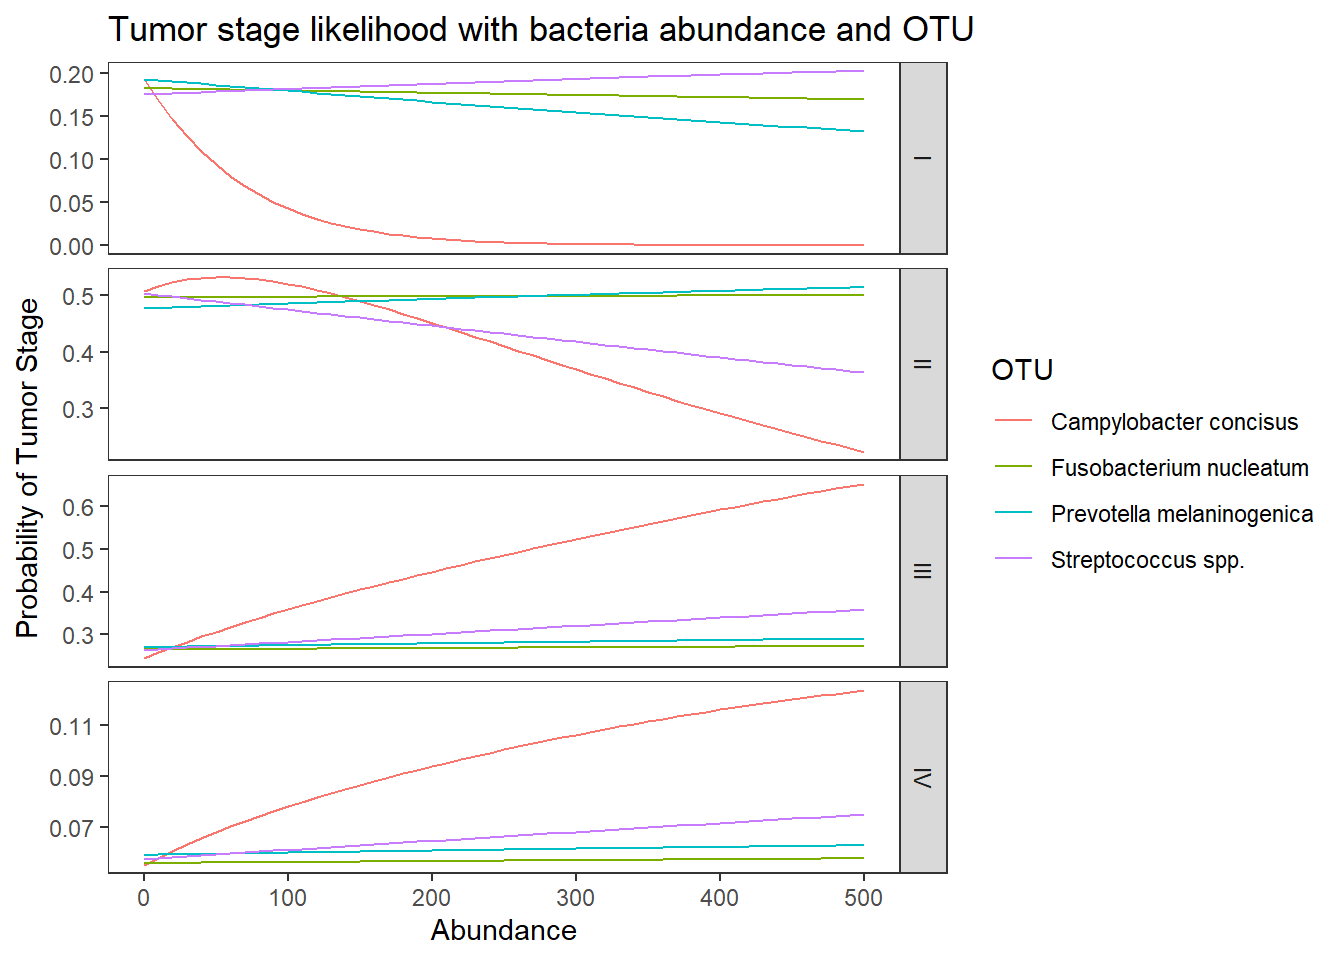 Tumor stage likelihood with bacteria abundance and OTU
Probability of Tumor Stage
0.20
0.15
0.10
0.05
0.00
I
0.5
0.4
0.3
II
0.6
0.5
0.4
0.3
III
0.11
0.09
0.07
IV
0 100 200 300 400 500
Abundance
OTU
Campylobacter concisus
Fusobacterium nucleatum
Prevotella melaninogenica
Streptococcus spp.